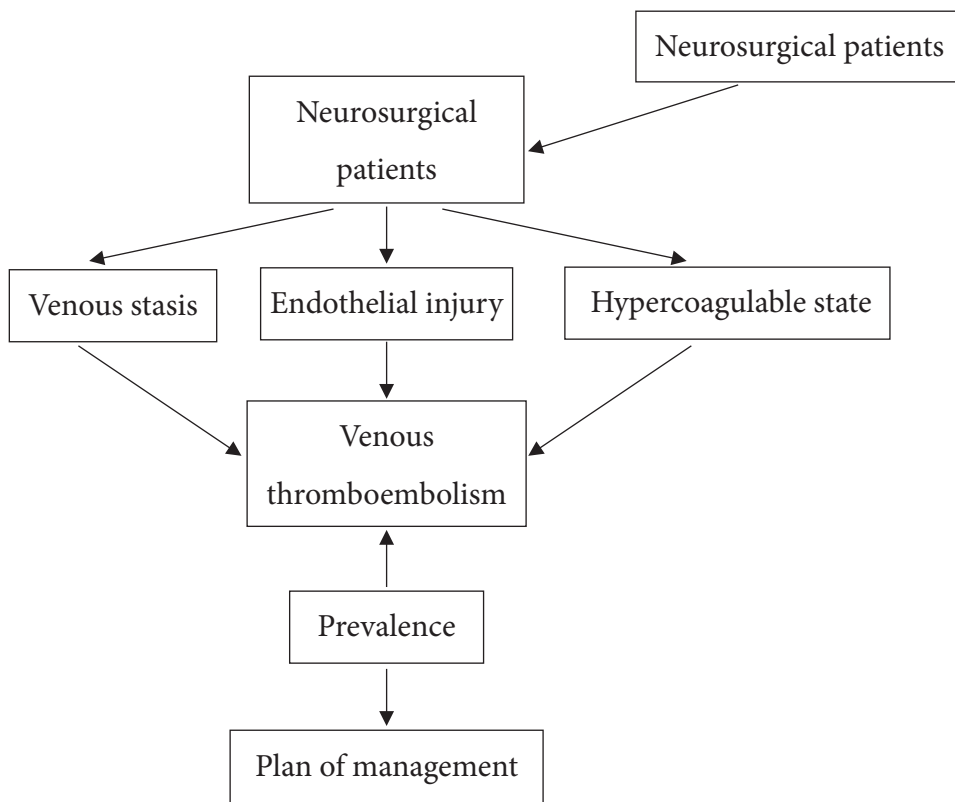 Neurosurgical patients
Neurosurgical
patients
Venous stasis
Endothelial injury
Hypercoagulable state
Venous
thromboembolism
Prevalence
Plan of management